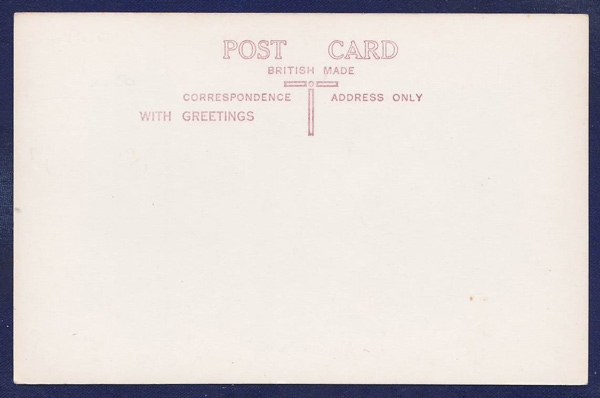 POST CARD
BRITISH MADE
CORRESPONDENCE ADDRESS ONLY
WITH GREETINGS